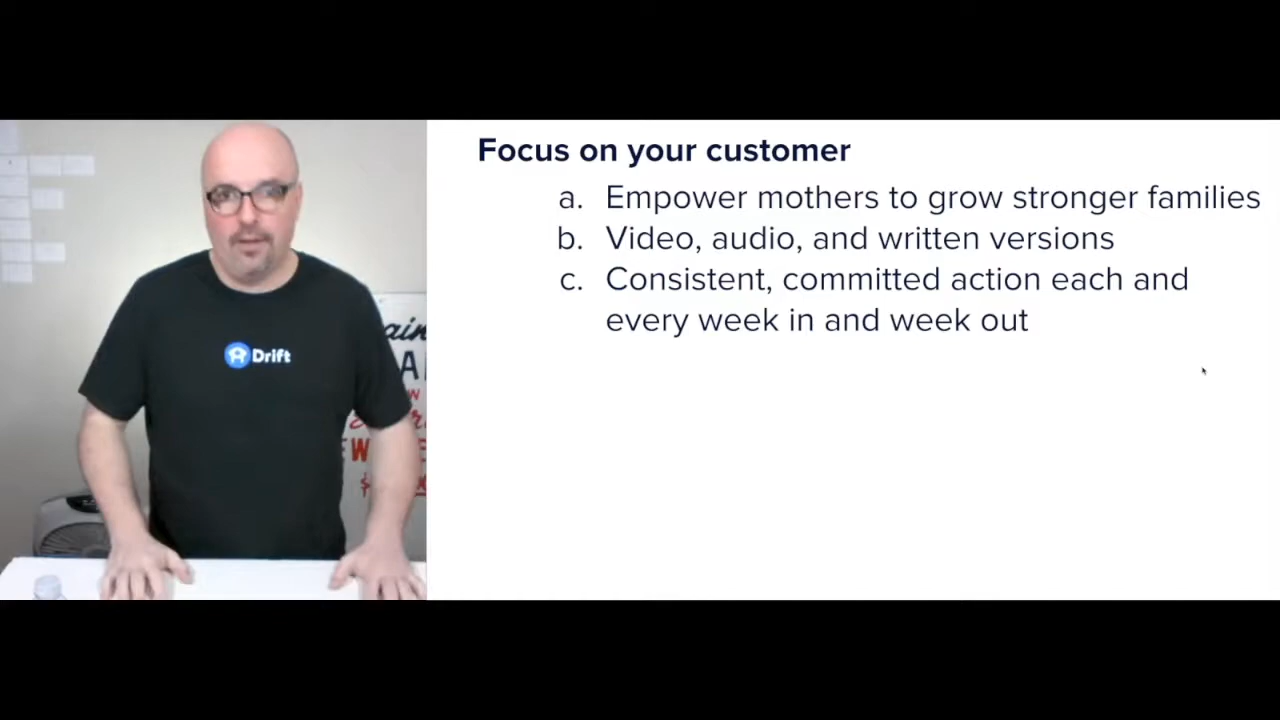 Focus on your customer
a. Empower mothers to grow stronger families
b. Video, audio, and written versions
c. Consistent, committed action each and
every week in and week out
Drift